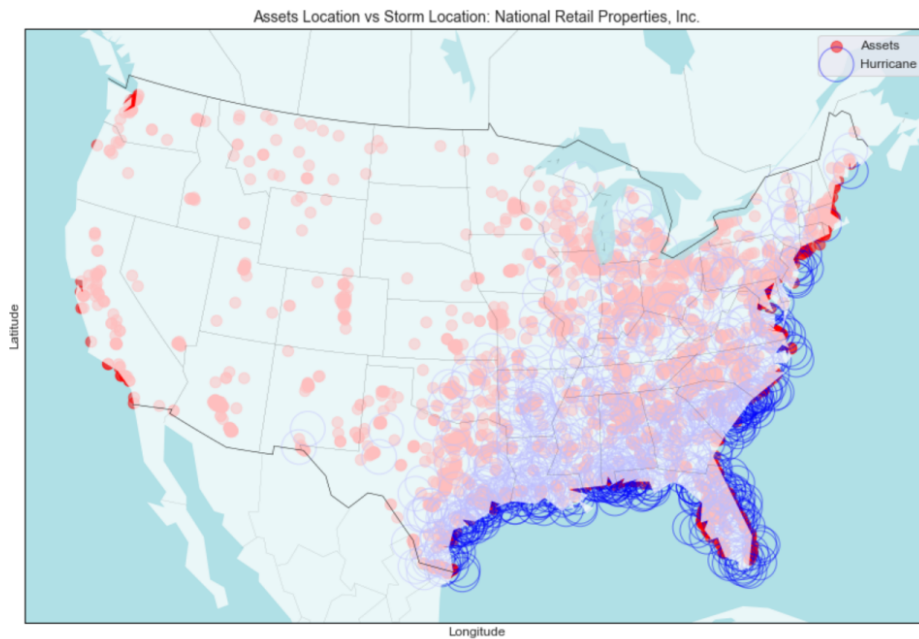 Assets Location vs Storm Location: National Retail Properties, Inc.
Assets
Hurricane
Latitude
Longitude